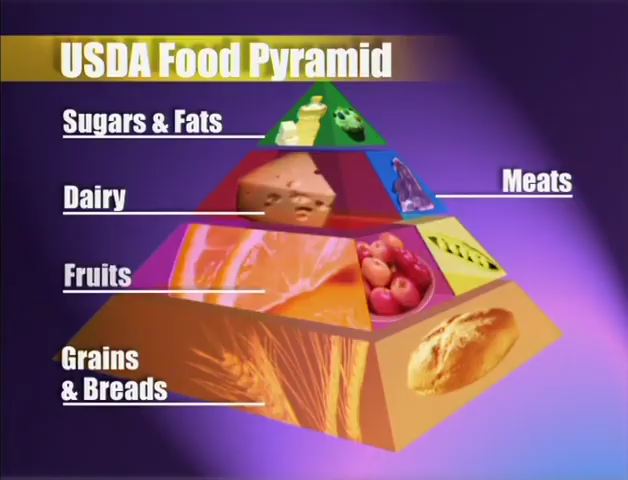 USDA Food Pyramid
Sugars & Fats
Dairy
Meats
Fruits
Grains
& Breads